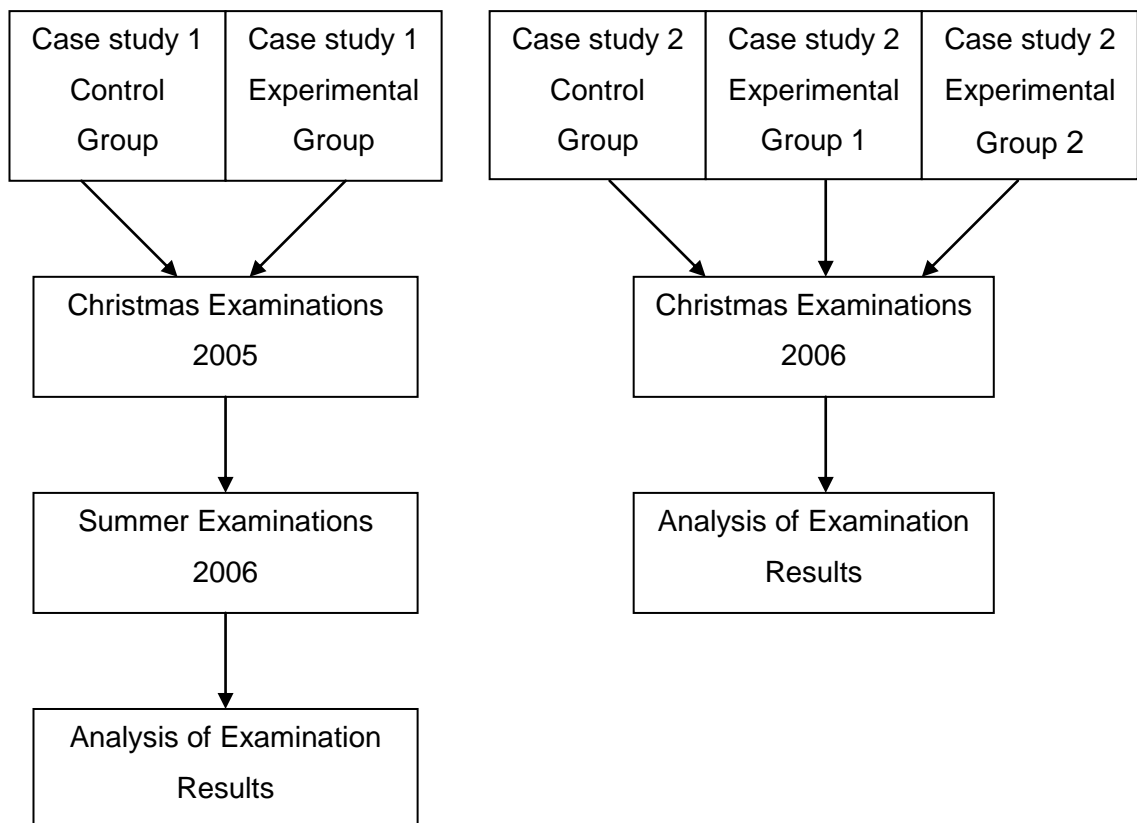 Case study 1
Control
Group
Case study 1
Experimental
Group
Case study 2
Control
Group
Case study 2
Experimental
Group 1
Case study 2
Experimental
Group 2
Christmas Examinations
2005
Christmas Examinations
2006
Summer Examinations
2006
Analysis of Examination
Results
Analysis of Examination
Results